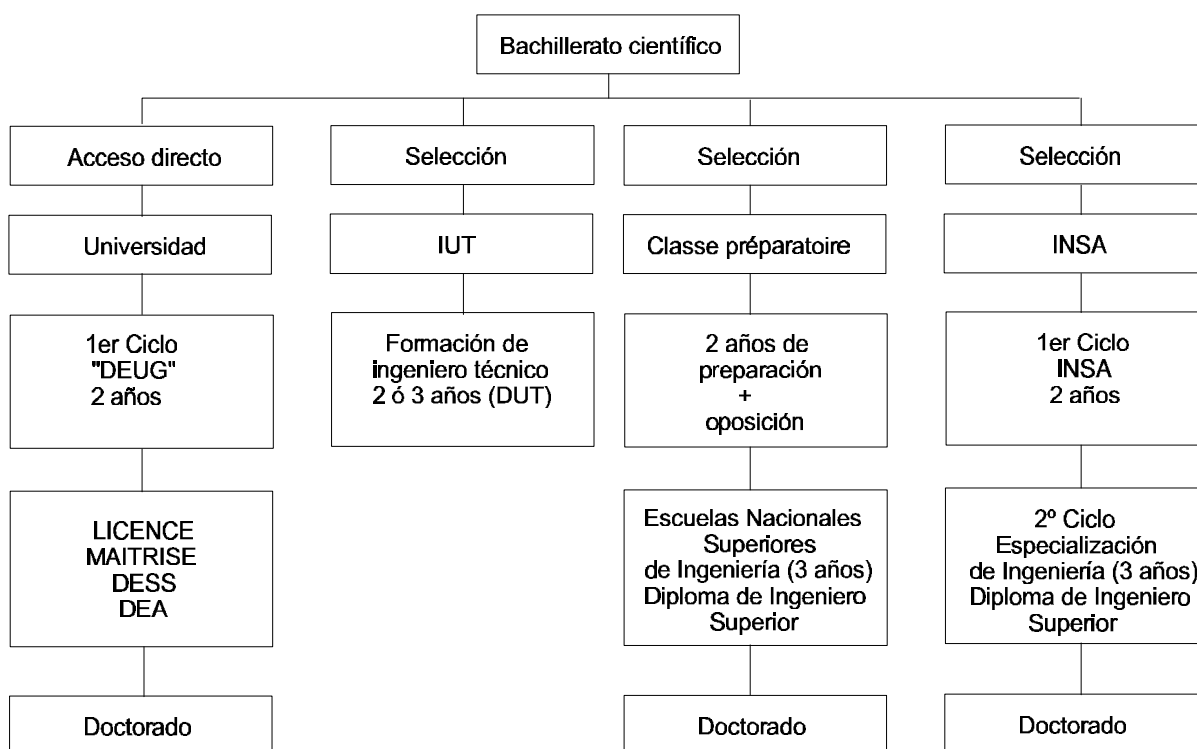 Bachillerato científico
Acceso directo
Selección
Selección
Selección
Universidad
IUT
Classe préparatoire
INSA
1er Ciclo
"DEUG"
2 años
Formación de
ingeniero técnico
2 ó 3 años (DUT)
2 años de
preparación
+
oposición
1er Ciclo
INSA
2 años
LICENCE
MAITRISE
DESS
DEA
Escuelas Nacionales
Superiores
de Ingeniería (3 años)
Diploma de Ingeniero
Superior
2º Ciclo
Especialización
de Ingeniería (3 años)
Diploma de Ingeniero
Superior
Doctorado
Doctorado
Doctorado